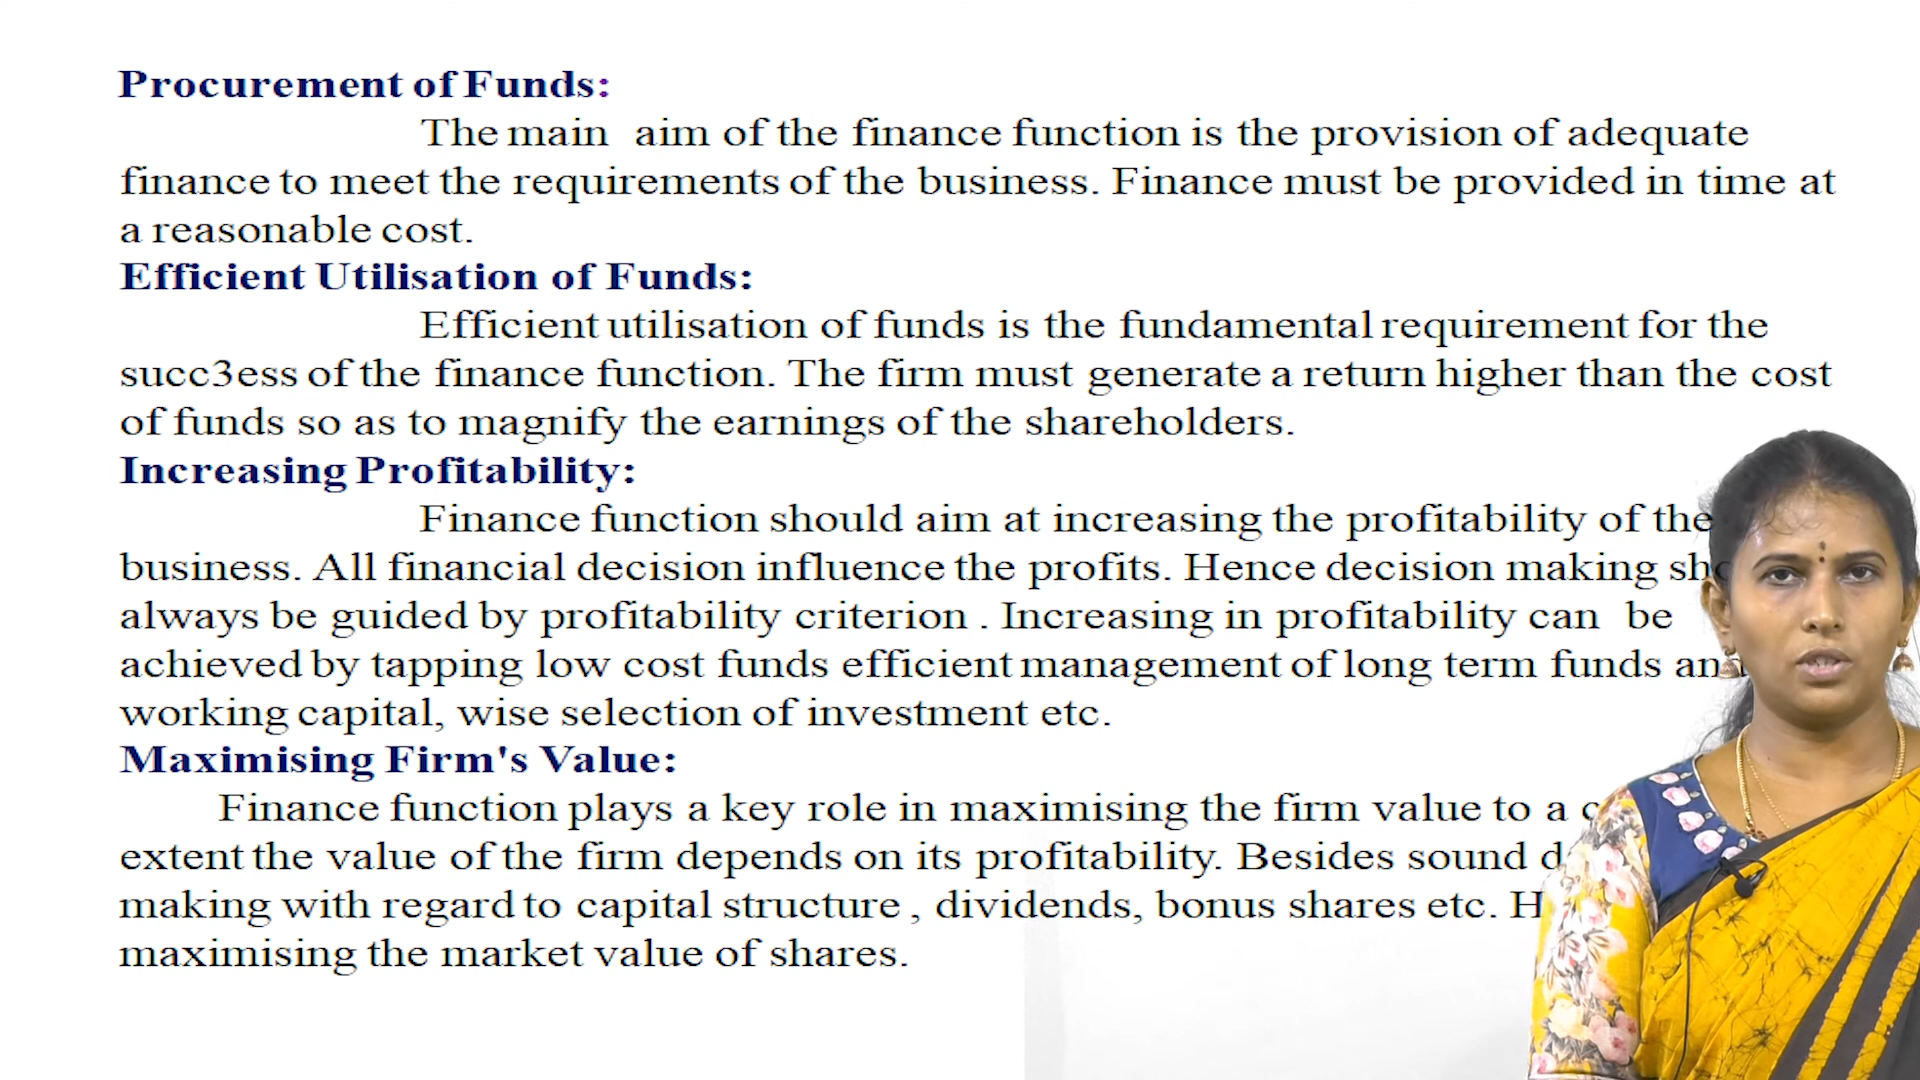 Procurement of Funds:
The main aim of the finance function is the provision of adequate
finance to meet the requirements of the business. Finance must be provided in time at
a reasonable cost.
Efficient Utilisation of Funds:
Efficient utilisation of funds is the fundamental requirement for the
succ3ess of the finance function. The firm must generate a return higher than the cost
of funds so as to magnify the earnings of the shareholders.
Increasing Profitability:
Finance function should aim at increasing the profitability of the
business. All financial decision influence the profits. Hence decision making
always be guided by profitability criterion . Increasing in profitability can be
achieved by tapping low cost funds efficient management of long term funds
working capital, wise selection of investment etc.
Maximising Firm's Value:
Finance function plays a key role in maximising the firm value to a
extent the value of the firm depends on its profitability. Besides sound
making with regard to capital structure , dividends, bonus shares etc.
maximising the market value of shares.